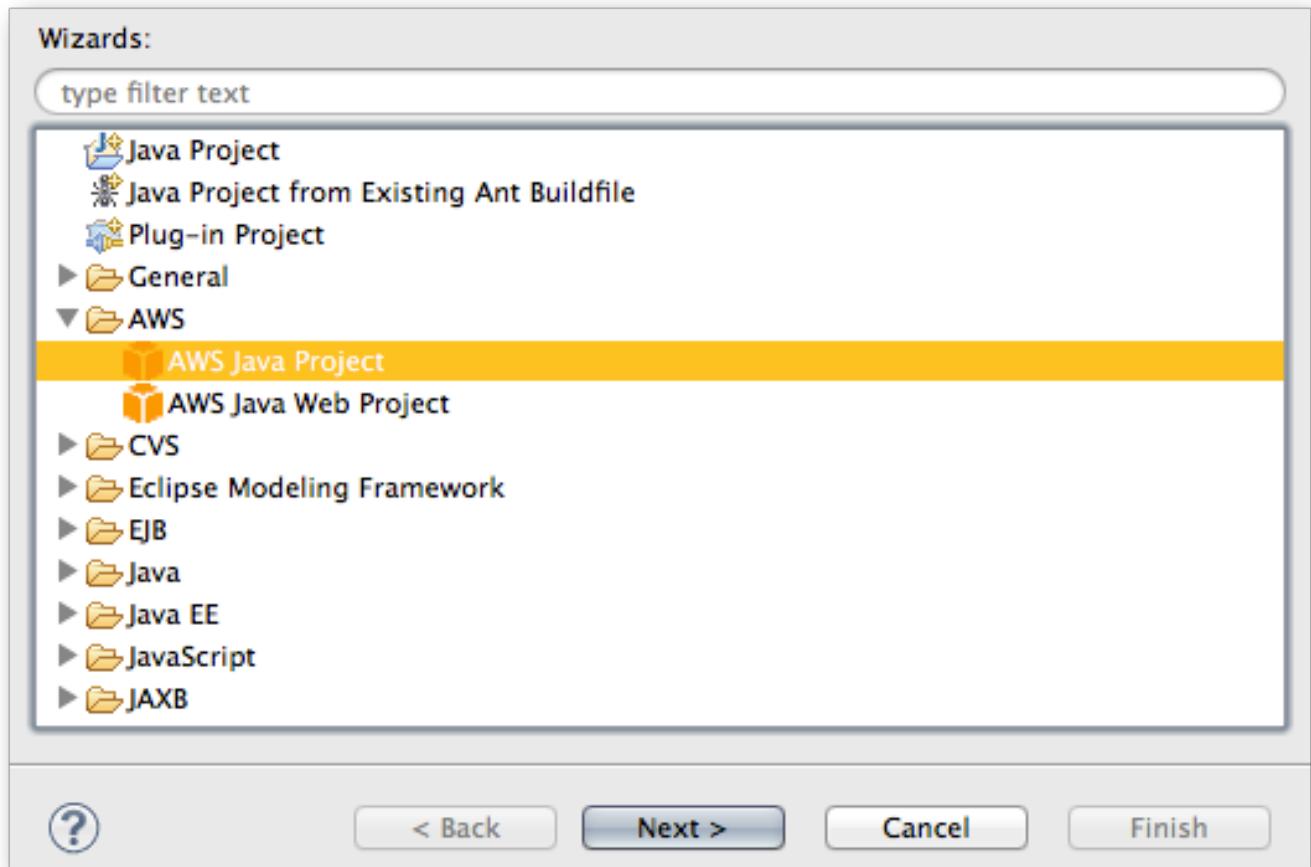 Wizards:
type filter text
Java Project
Java Project from Existing Ant Buildfile
Plug-in Project
General
AWS
AWS Java Project
AWS Java Web Project
CVS
Eclipse Modeling Framework
EJB
Java
Java EE
JavaScript
JAXB
? < Back Next > Cancel Finish